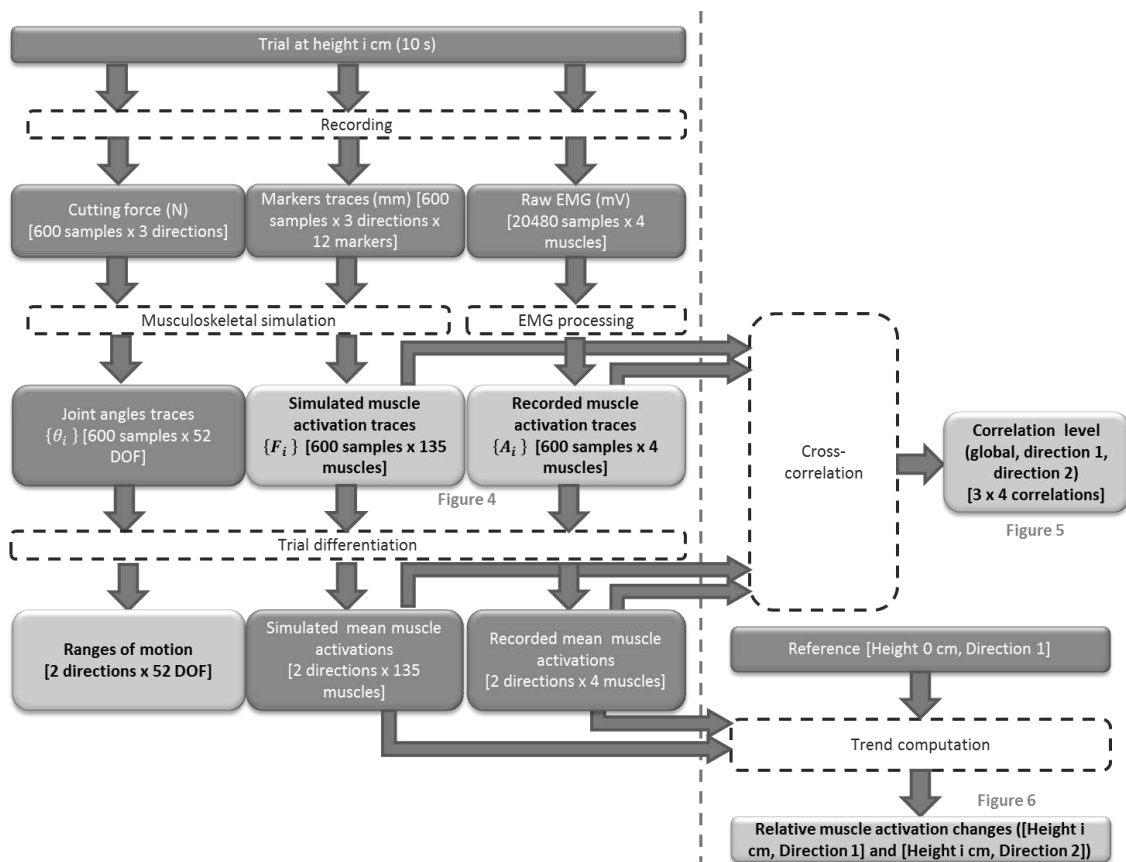 Trial at height i cm (10 s)
Recording
Cutting force (N)
[600 samples x 3 directions]
Markers traces (mm) [600
samples x 3 directions x
12 markers]
Raw EMG (mV)
[20480 samples x 4
muscles]
Musculoskeletal simulation
EMG processing
Joint angles traces
{θᵢ} [600 samples x 52
DOF]
Simulated muscle
activation traces
{Fᵢ} [600 samples x 135
muscles]
Recorded muscle
activation traces
{Aᵢ} [600 samples x 4
muscles]
Figure 4
Cross-
correlation
Correlation level
(global, direction 1,
direction 2)
[3 x 4 correlations]
Figure 5
Trial differentiation
Ranges of motion
[2 directions x 52 DOF]
Simulated mean muscle
activations
[2 directions x 135
muscles]
Recorded mean muscle
activations
[2 directions x 4 muscles]
Reference [Height 0 cm, Direction 1]
Trend computation
Figure 6
Relative muscle activation changes ([Height i
cm, Direction 1] and [Height i cm, Direction 2])